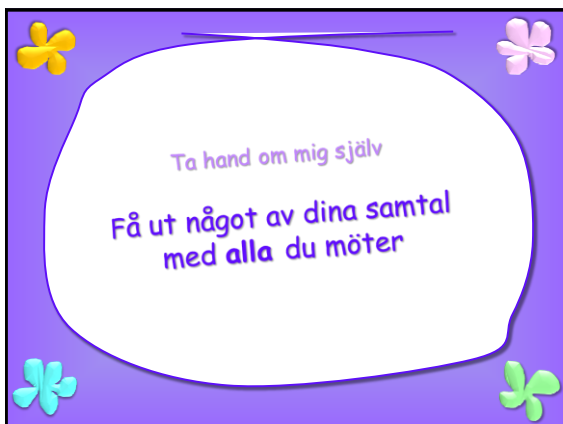 Ta hand om mig själv
Få ut något av dina samtal
med alla du möter